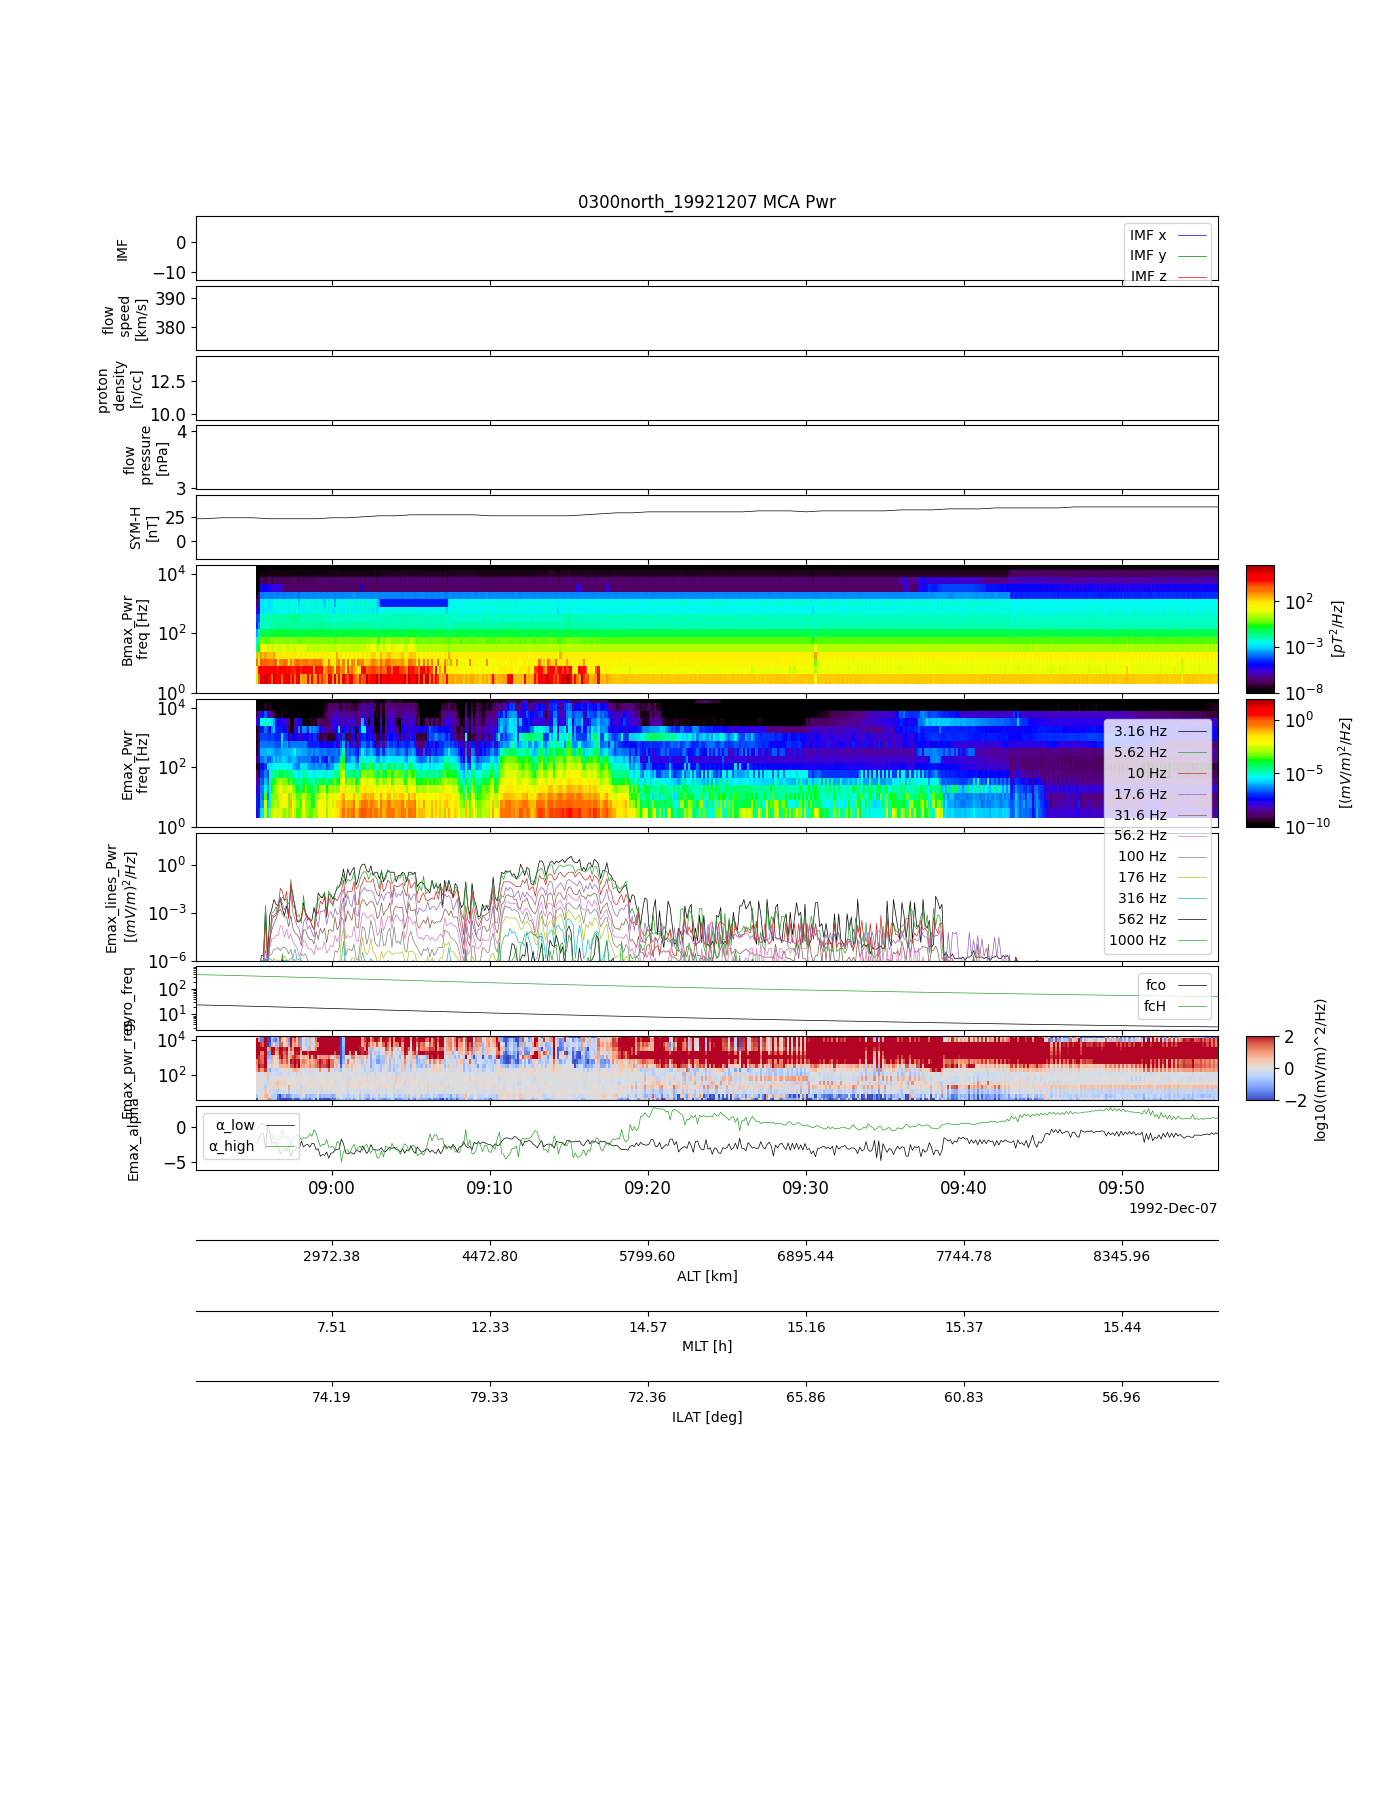 0300north_19921207 MCA Pwr
IMF
0
−10
IMF x
IMF y
IMF z
flow
speed
[km/s]
390
380
proton
density
[n/cc]
12.5
10.0
flow
pressure
[nPa]
4
3
SYM-H
[nT]
25
0
Bmax_Pwr
freq [Hz]
10^4
10^2
10^0
10^2
10^−3
10^−8
[pT^2/Hz]
Emax_Pwr
freq [Hz]
10^4
10^2
10^0
10^0
10^−5
10^−10
[(mV/m)^2/Hz]
3.16 Hz
5.62 Hz
10 Hz
17.6 Hz
31.6 Hz
56.2 Hz
100 Hz
176 Hz
316 Hz
562 Hz
1000 Hz
Emax_lines_Pwr
[(mV/m)^2/Hz]
10^0
10^−3
10^−6
gyro_freq
10^2
10^1
fco
fcH
Emax_pwr_res
10^4
10^2
2
0
−2
log10((mV/m)^2/Hz)
Emax_alpha
0
−5
α_low
α_high
09:00 09:10 09:20 09:30 09:40 09:50
1992-Dec-07
2972.38 4472.80 5799.60 6895.44 7744.78 8345.96
ALT [km]
7.51 12.33 14.57 15.16 15.37 15.44
MLT [h]
74.19 79.33 72.36 65.86 60.83 56.96
ILAT [deg]